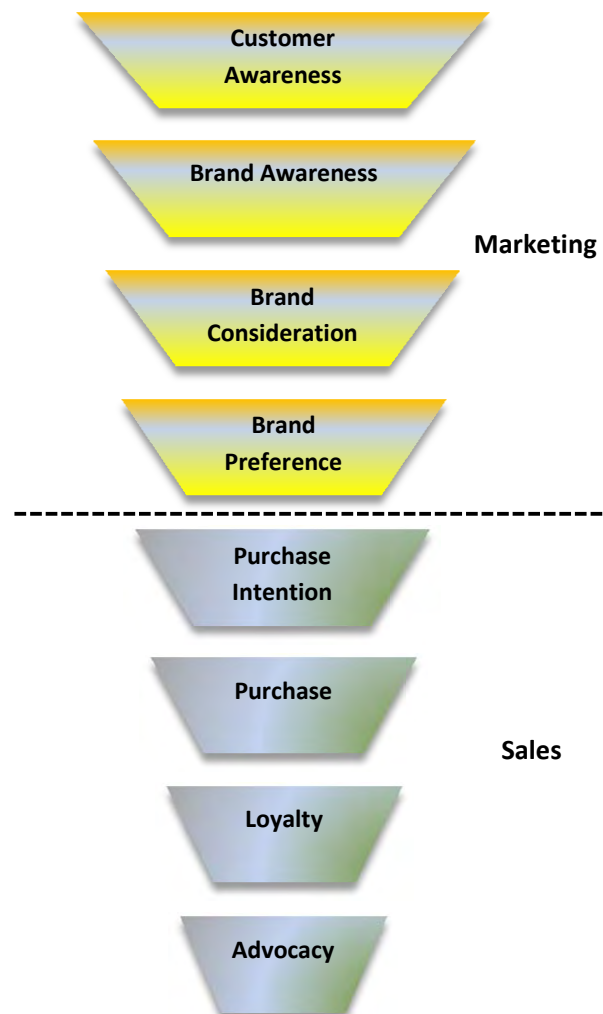 Customer
Awareness
Brand Awareness
Marketing
Brand
Consideration
Brand
Preference
Purchase
Intention
Purchase
Sales
Loyalty
Advocacy